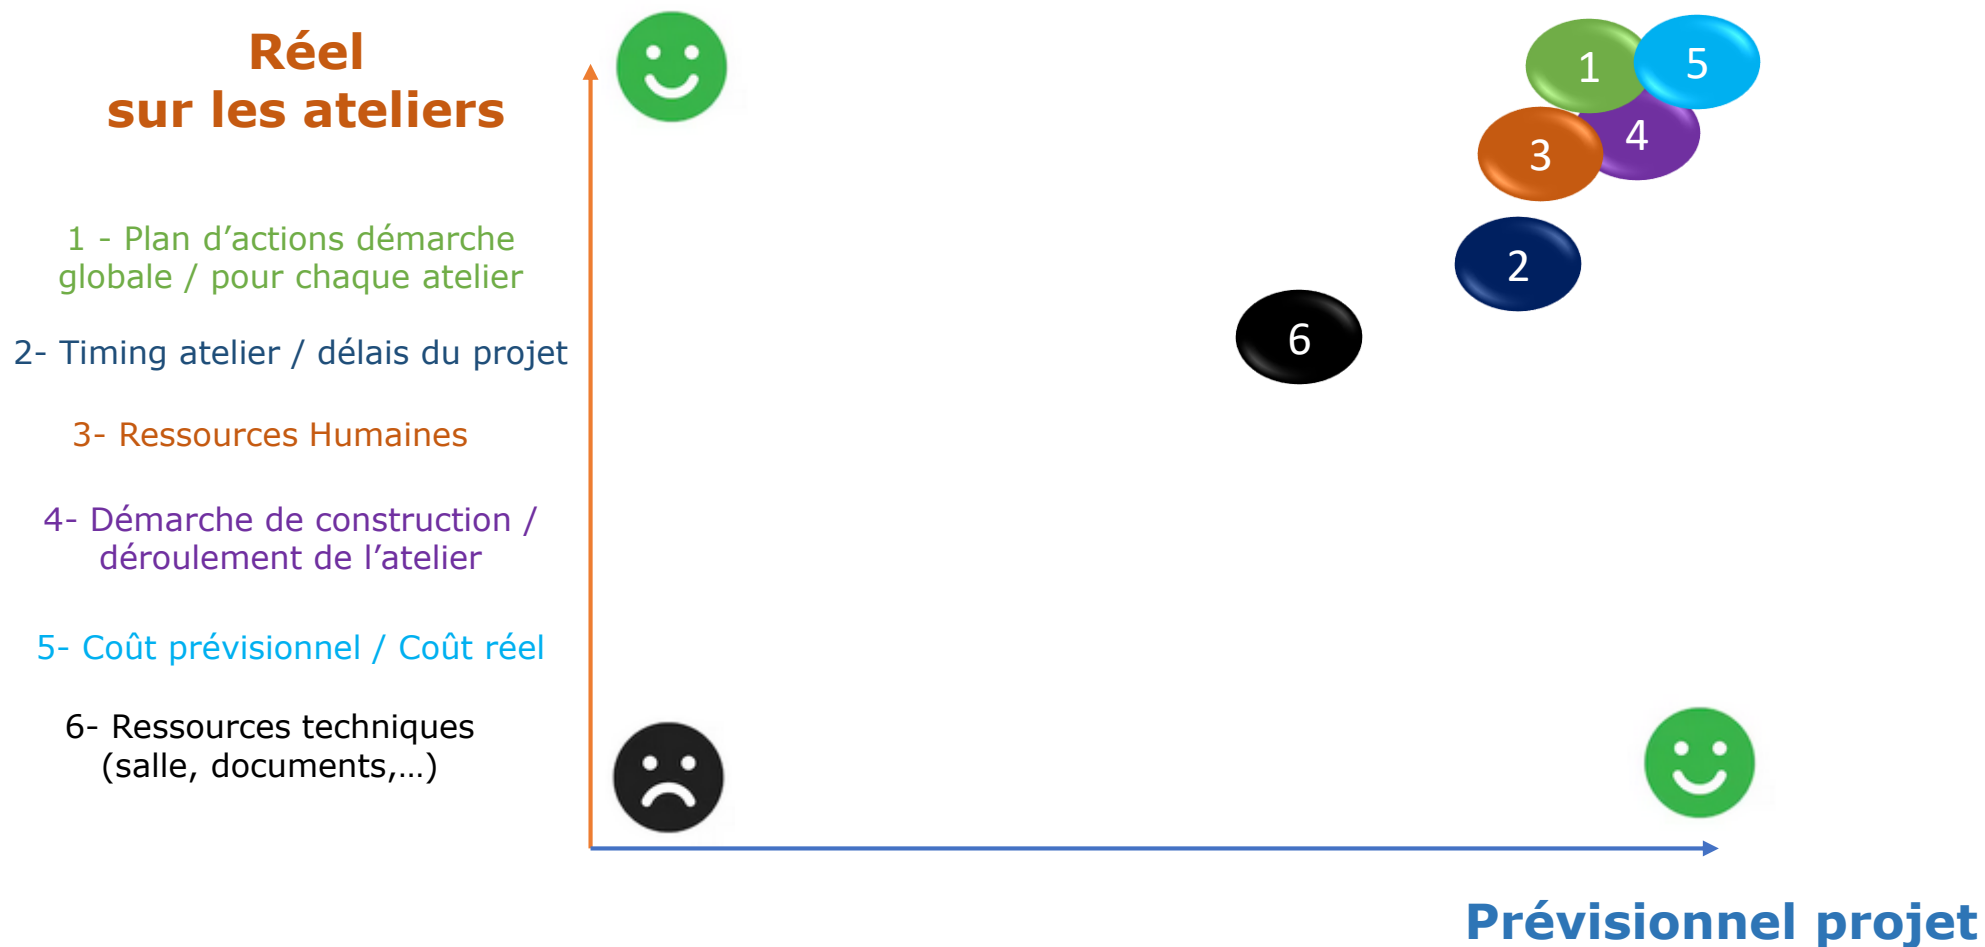 Réel
sur les ateliers
1 - Plan d’actions démarche
globale / pour chaque atelier
2- Timing atelier / délais du projet
3- Ressources Humaines
4- Démarche de construction /
déroulement de l’atelier
5- Coût prévisionnel / Coût réel
6- Ressources techniques
(salle, documents,…)
1
5
4
3
2
6
Prévisionnel projet